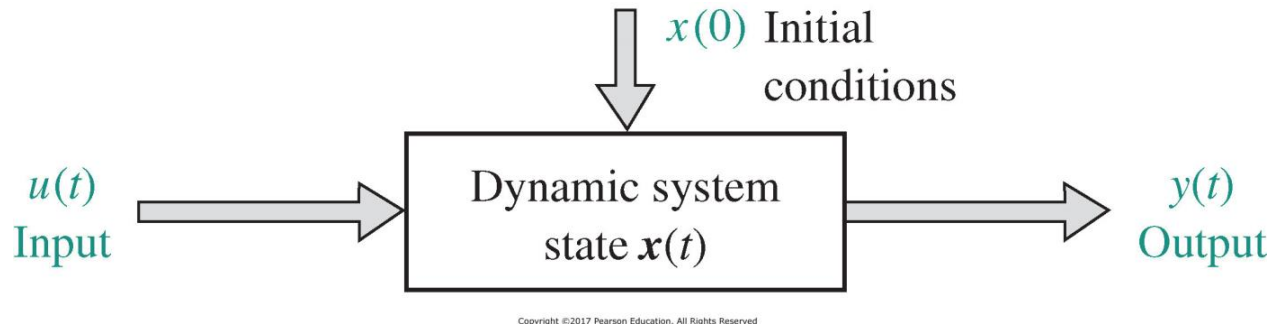 x(0) Initial
conditions
u(t)
Input
Dynamic system
state x(t)
y(t)
Output
Copyright ©2017 Pearson Education, All Rights Reserved